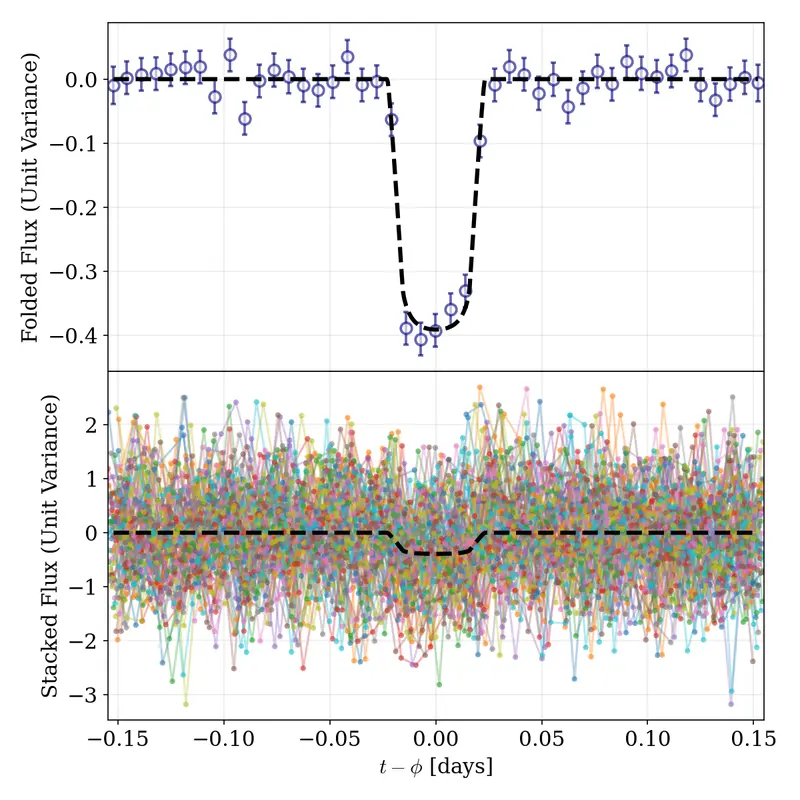 Folded Flux (Unit Variance)
0.0
−0.1
−0.2
−0.3
−0.4
Stacked Flux (Unit Variance)
2
1
0
−1
−2
−3
−0.15 −0.10 −0.05 0.00 0.05 0.10 0.15
t − ϕ [days]